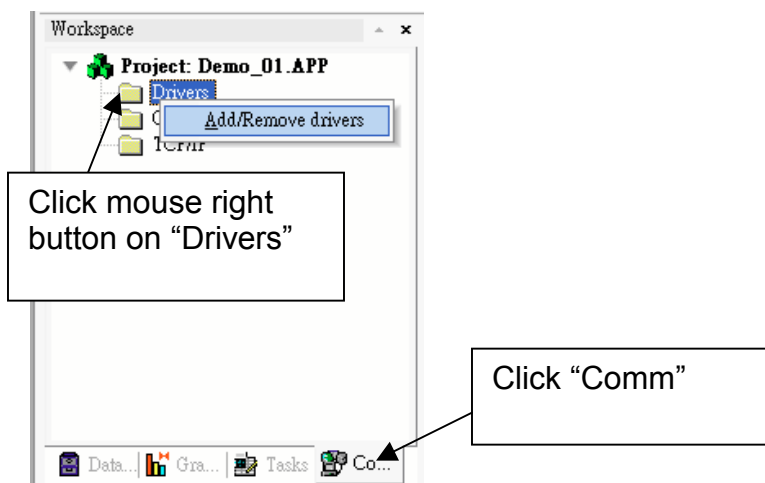 Workspace
Project: Demo_01.APP
Drivers
Add/Remove drivers
TCP/IP
Click mouse right
button on “Drivers”
Click “Comm”
Data... Gra... Tasks Co...